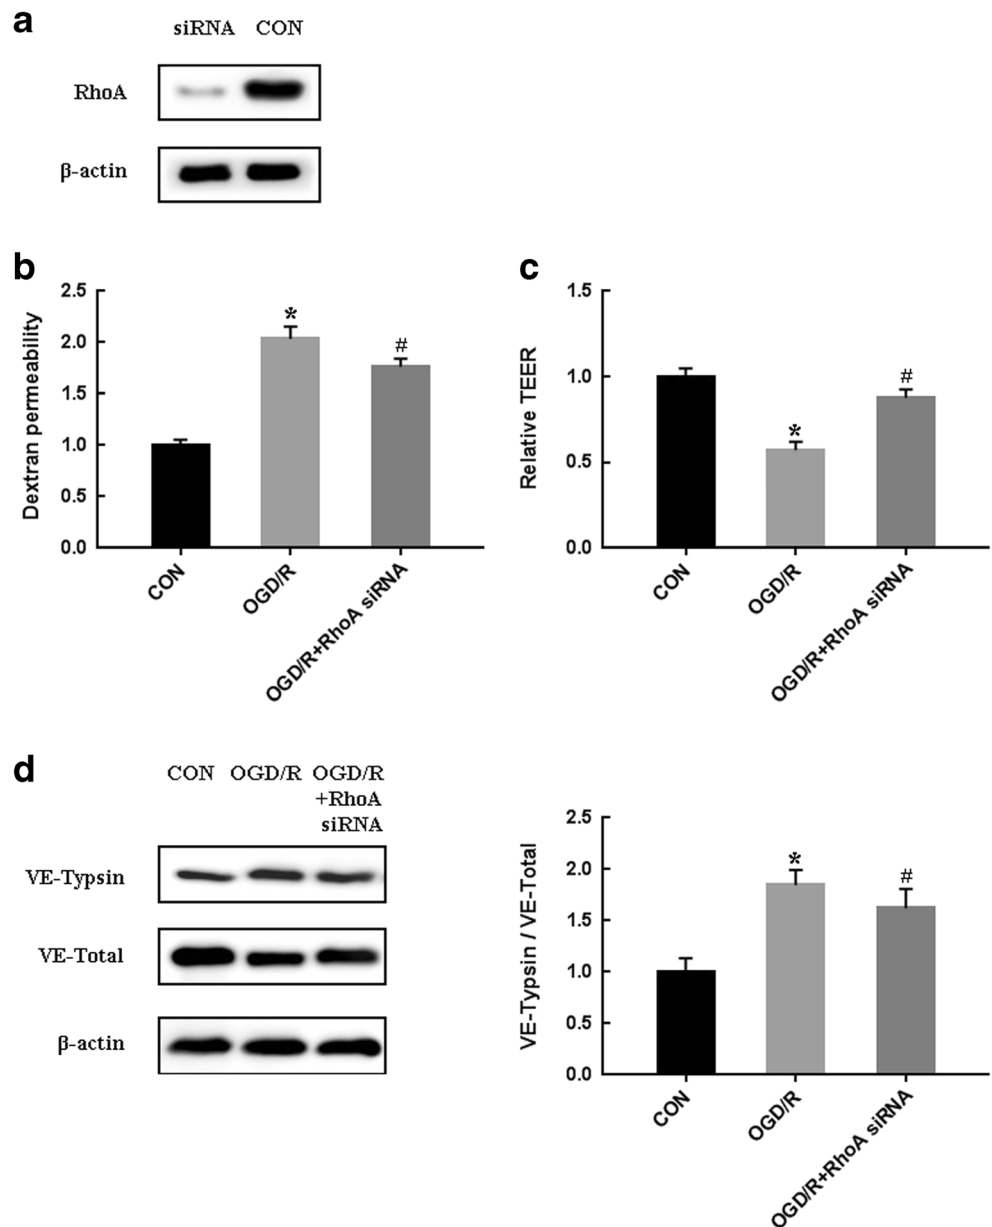 a
siRNA CON
RhoA
β-actin
b
2.5
2.0
1.5
1.0
0.5
0.0
Dextran permeability
*
#
CON
OGD/R
OGD/R+RhoA siRNA
c
1.5
1.0
0.5
0.0
Relative TEER
*
#
CON
OGD/R
OGD/R+RhoA siRNA
d
CON OGD/R OGD/R
+RhoA
siRNA
VE-Typsin
VE-Total
β-actin
2.5
2.0
1.5
1.0
0.5
0.0
VE-Typsin / VE-Total
*
#
CON
OGD/R
OGD/R+RhoA siRNA